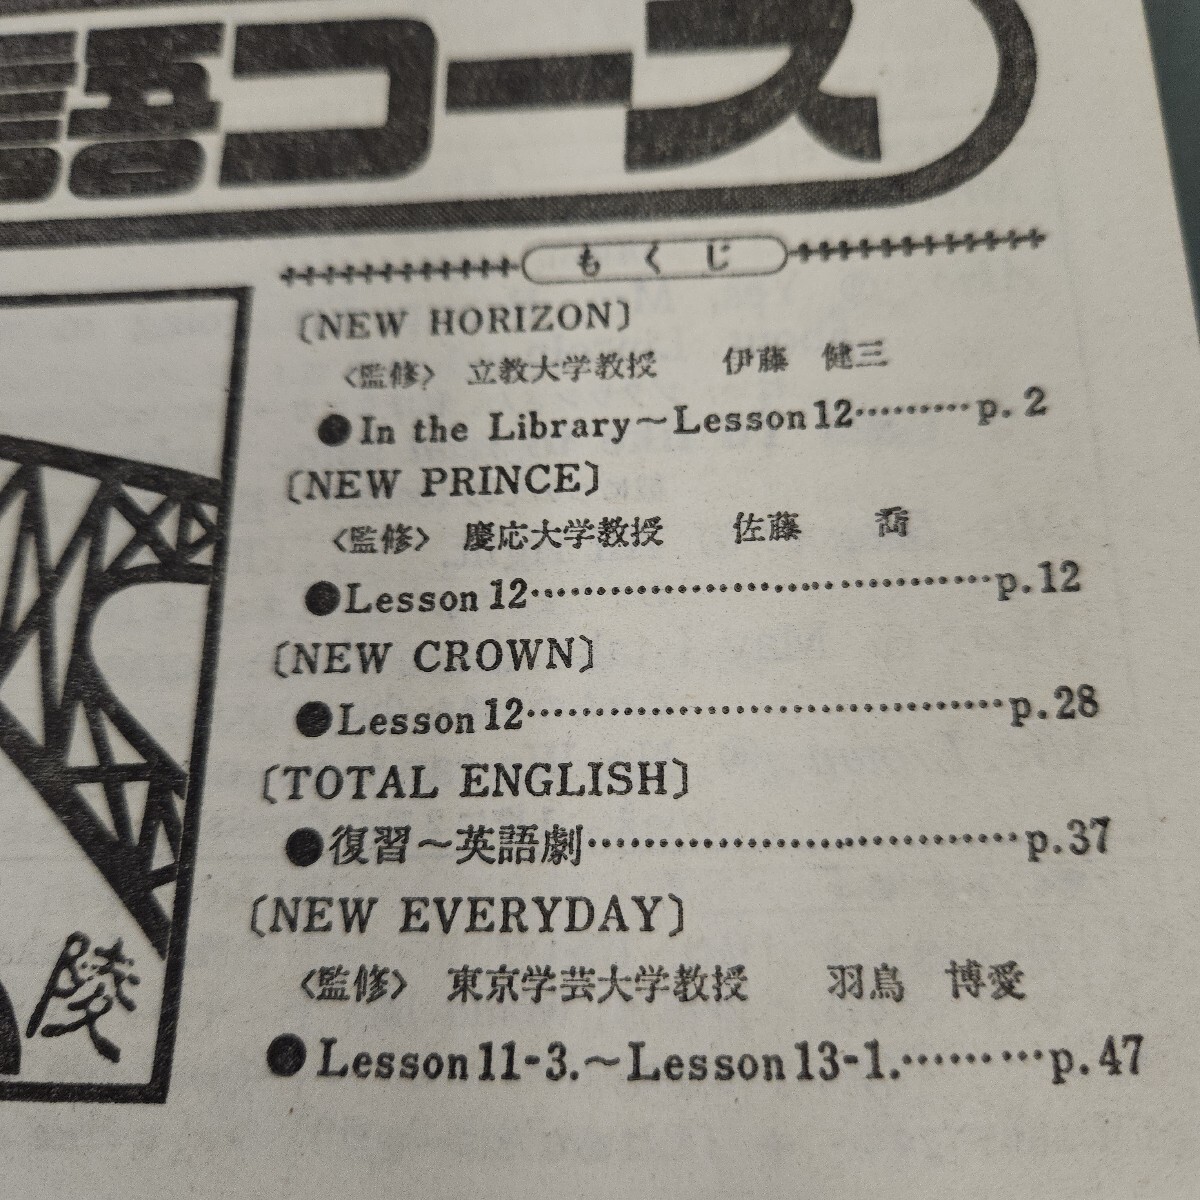 語コース
もくじ
〔NEW HORIZON〕
〈監修〉 立教大学教授 伊藤 健三
●In the Library～Lesson 12………p. 2
〔NEW PRINCE〕
〈監修〉 慶応大学教授 佐藤 喬
●Lesson 12……………………………p.12
〔NEW CROWN〕
●Lesson 12……………………………p.28
〔TOTAL ENGLISH〕
●復習～英語劇…………………………p.37
〔NEW EVERYDAY〕
〈監修〉 東京学芸大学教授 羽鳥 博愛
●Lesson 11-3.～Lesson 13-1.………p.47
陵